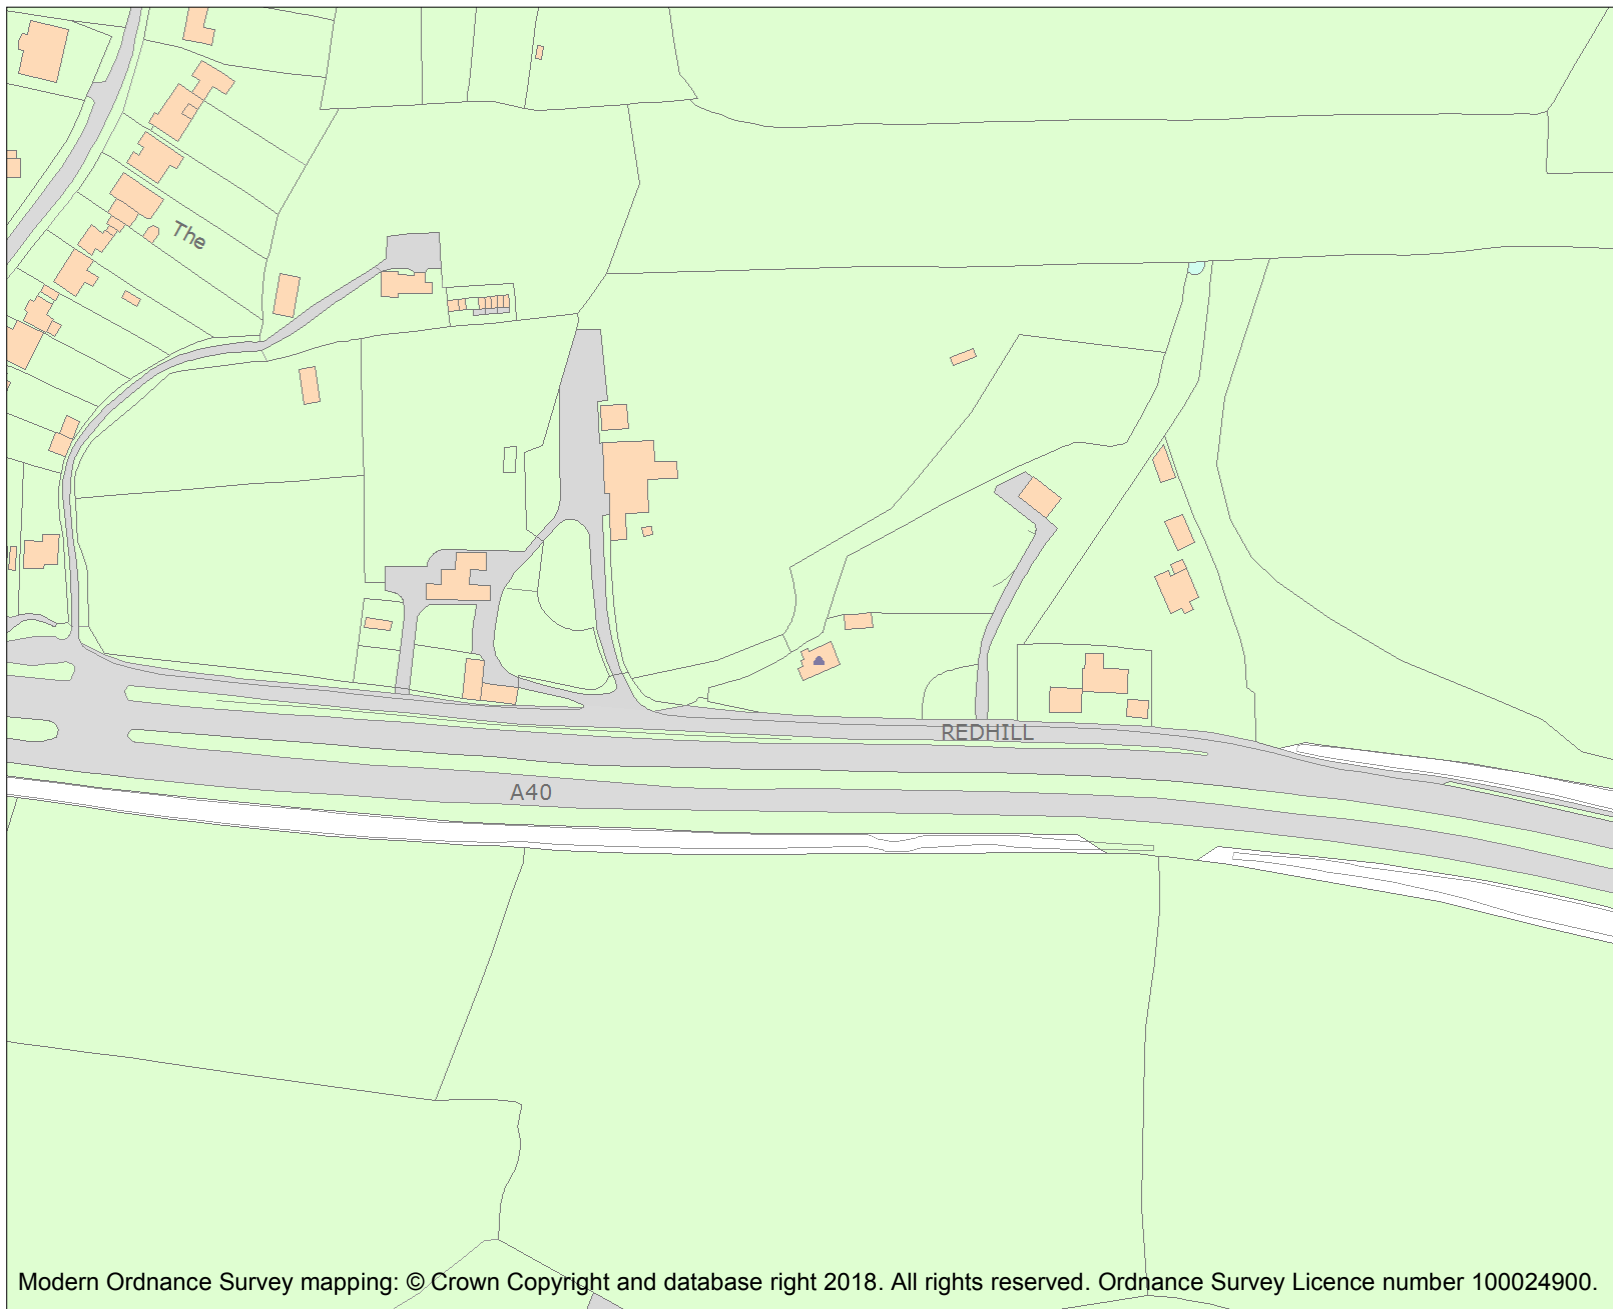 The
REDHILL
A40
Modern Ordnance Survey mapping: © Crown Copyright and database right 2018. All rights reserved. Ordnance Survey Licence number 100024900.